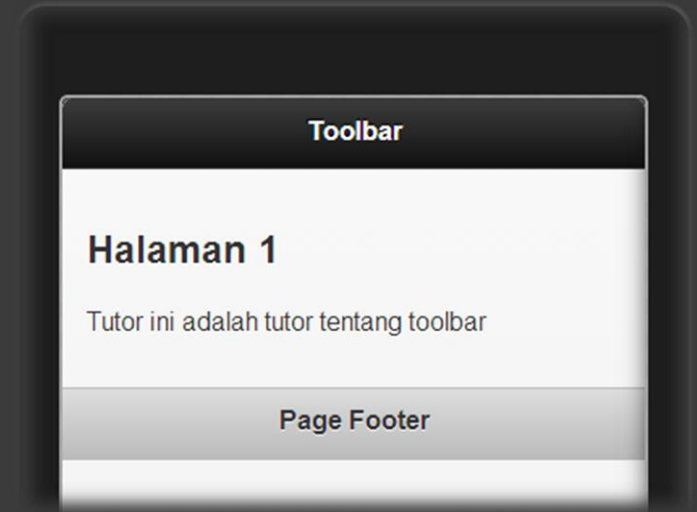 Toolbar
Halaman 1
Tutor ini adalah tutor tentang toolbar
Page Footer